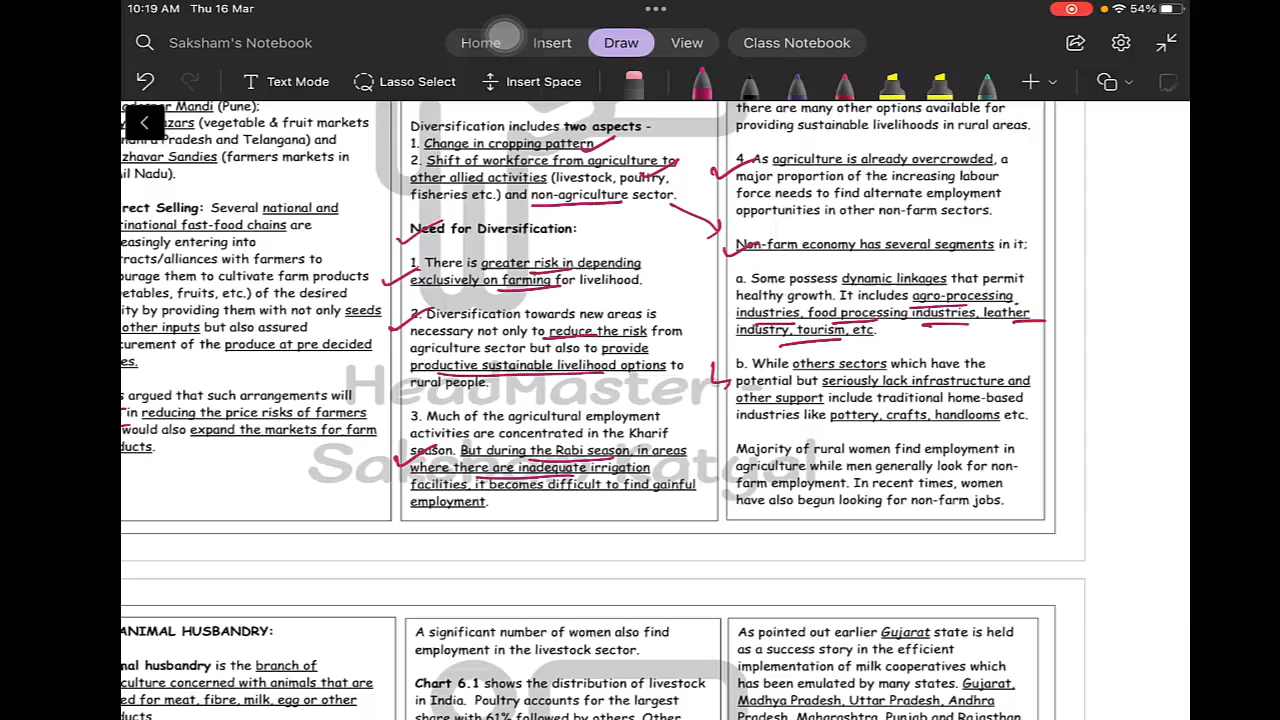 10:19 AM Thu 16 Mar
54%
Saksham's Notebook
Home Insert Draw View Class Notebook
Text Mode Lasso Select Insert Space
Mandi (Pune);
(vegetable & fruit markets
Pradesh and Telangana) and
Sandies (farmers markets in
Nadu).
Selling: Several national and
fast-food chains are
entering into
with farmers to
them to cultivate farm products
fruits, etc.) of the desired
by providing them with not only seeds
other inputs but also assured
of the produce at pre decided
argued that such arrangements will
in reducing the price risks of farmers
would also expand the markets for farm
Diversification includes two aspects -
1. Change in cropping pattern
2. Shift of workforce from agriculture to
other allied activities (livestock, poultry,
fisheries etc.) and non-agriculture sector.
Need for Diversification:
1. There is greater risk in depending
exclusively on farming for livelihood.
2. Diversification towards new areas is
necessary not only to reduce the risk from
agriculture sector but also to provide
productive sustainable livelihood options to
rural people.
3. Much of the agricultural employment
activities are concentrated in the Kharif
season. But during the Rabi season, in areas
where there are inadequate irrigation
facilities, it becomes difficult to find gainful
employment.
there are many other options available for
providing sustainable livelihoods in rural areas.
4. As agriculture is already overcrowded, a
major proportion of the increasing labour
force needs to find alternate employment
opportunities in other non-farm sectors.
Non-farm economy has several segments in it;
a. Some possess dynamic linkages that permit
healthy growth. It includes agro-processing
industries, food processing industries, leather
industry, tourism, etc.
b. While others sectors which have the
potential but seriously lack infrastructure and
other support include traditional home-based
industries like pottery, crafts, handlooms etc.
Majority of rural women find employment in
agriculture while men generally look for non-
farm employment. In recent times, women
have also begun looking for non-farm jobs.
HeadMaster -
Saksham Katyal
ANIMAL HUSBANDRY:
husbandry is the branch of
concerned with animals that are
for meat, fibre, milk, egg or other
A significant number of women also find
employment in the livestock sector.
Chart 6.1 shows the distribution of livestock
in India. Poultry accounts for the largest
share with 61% followed by others. Other
As pointed out earlier Gujarat state is held
as a success story in the efficient
implementation of milk cooperatives which
has been emulated by many states. Gujarat,
Madhya Pradesh, Uttar Pradesh, Andhra
Pradesh, Maharashtra, Punjab and Rajasthan